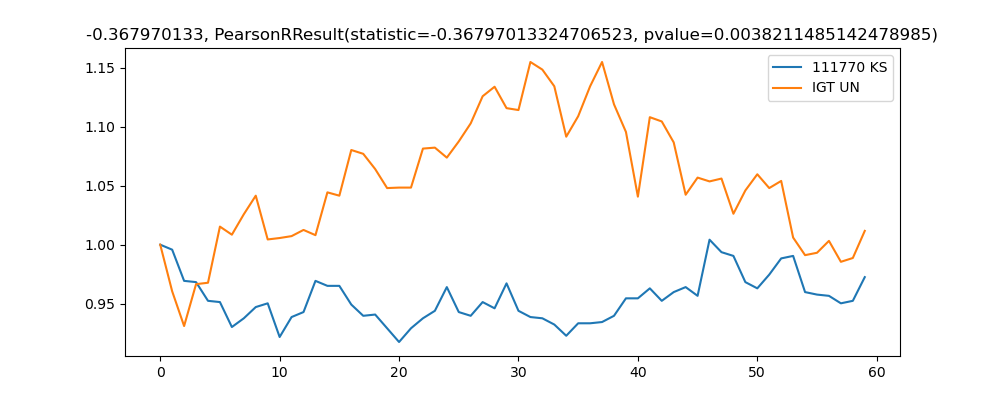 -0.367970133, PearsonRResult(statistic=-0.36797013324706523, pvalue=0.0038211485142478985)
111770 KS
IGT UN
1.15
1.10
1.05
1.00
0.95
0 10 20 30 40 50 60